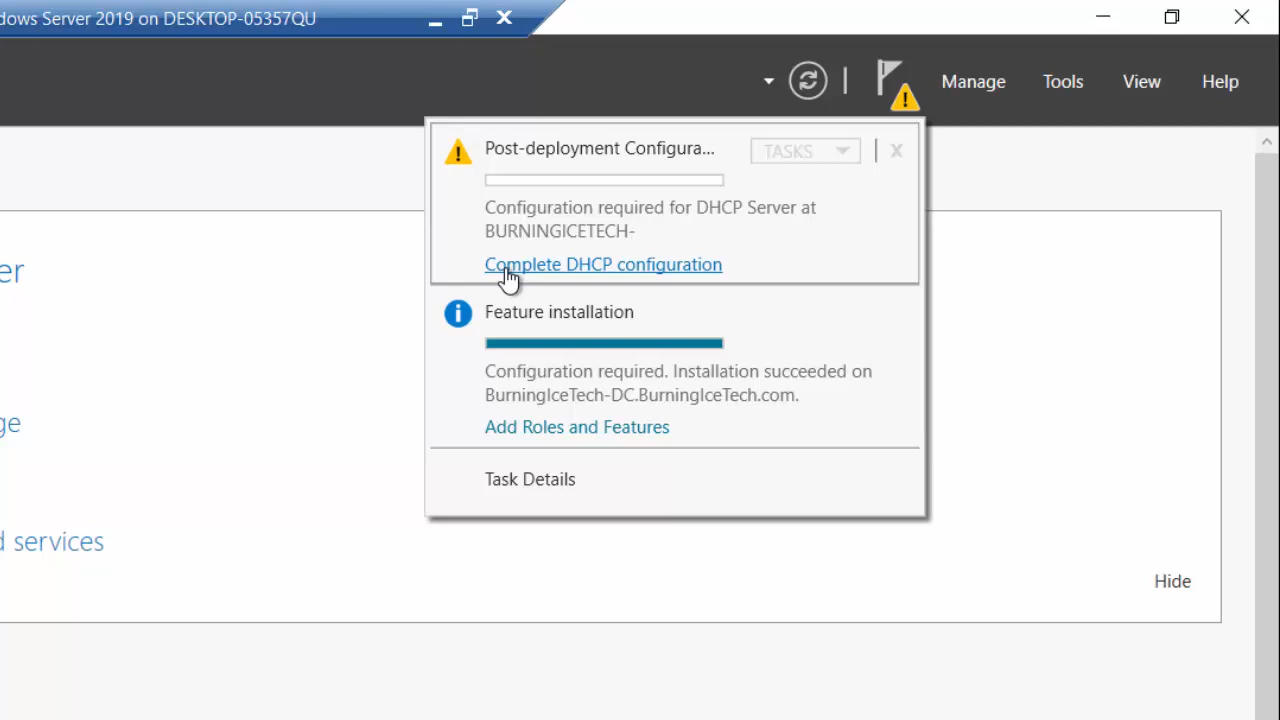 dows Server 2019 on DESKTOP-05357QU
Manage
Tools
View
Help
Post-deployment Configura...
TASKS
X
Configuration required for DHCP Server at
BURNINGICETECH-
Complete DHCP configuration
er
Feature installation
Configuration required. Installation succeeded on
BurningIceTech-DC.BurningIceTech.com.
ge
Add Roles and Features
Task Details
d services
Hide